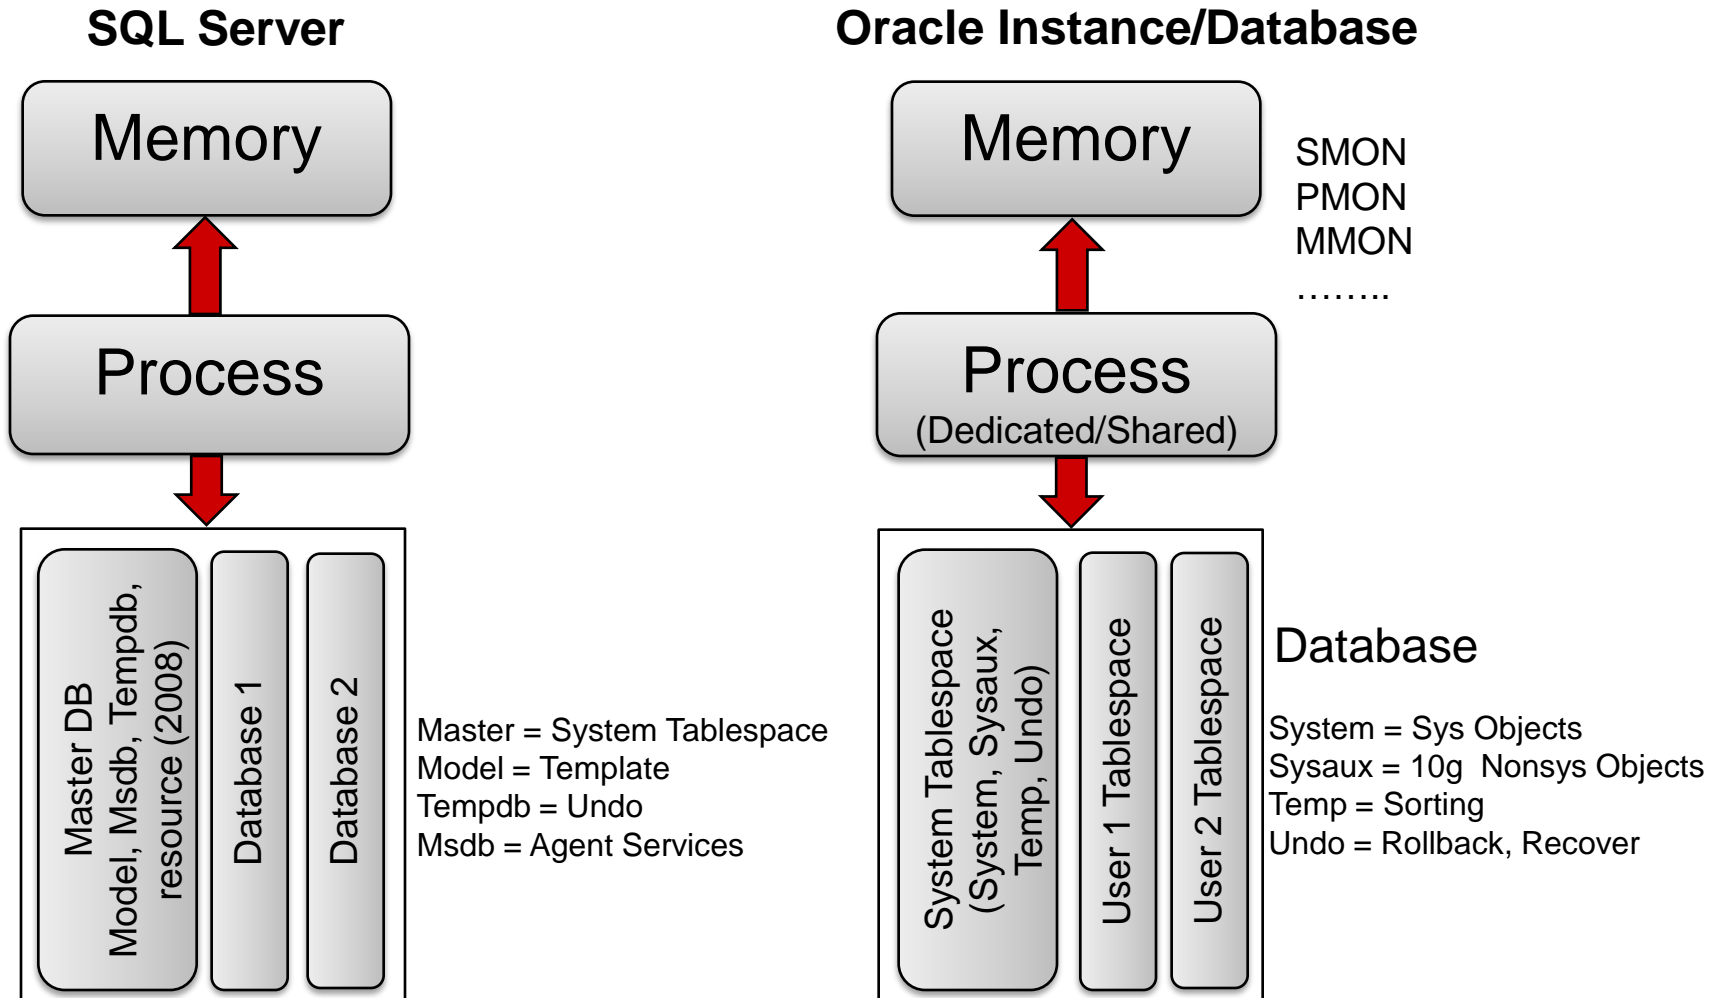 SQL Server
Memory
Process
Master DB
Model, Msdb, Tempdb,
resource (2008)
Database 1
Database 2
Master = System Tablespace
Model = Template
Tempdb = Undo
Msdb = Agent Services
Oracle Instance/Database
Memory
SMON
PMON
MMON
……..
Process
(Dedicated/Shared)
System Tablespace
(System, Sysaux,
Temp, Undo)
User 1 Tablespace
User 2 Tablespace
Database
System = Sys Objects
Sysaux = 10g  Nonsys Objects
Temp = Sorting
Undo = Rollback, Recover